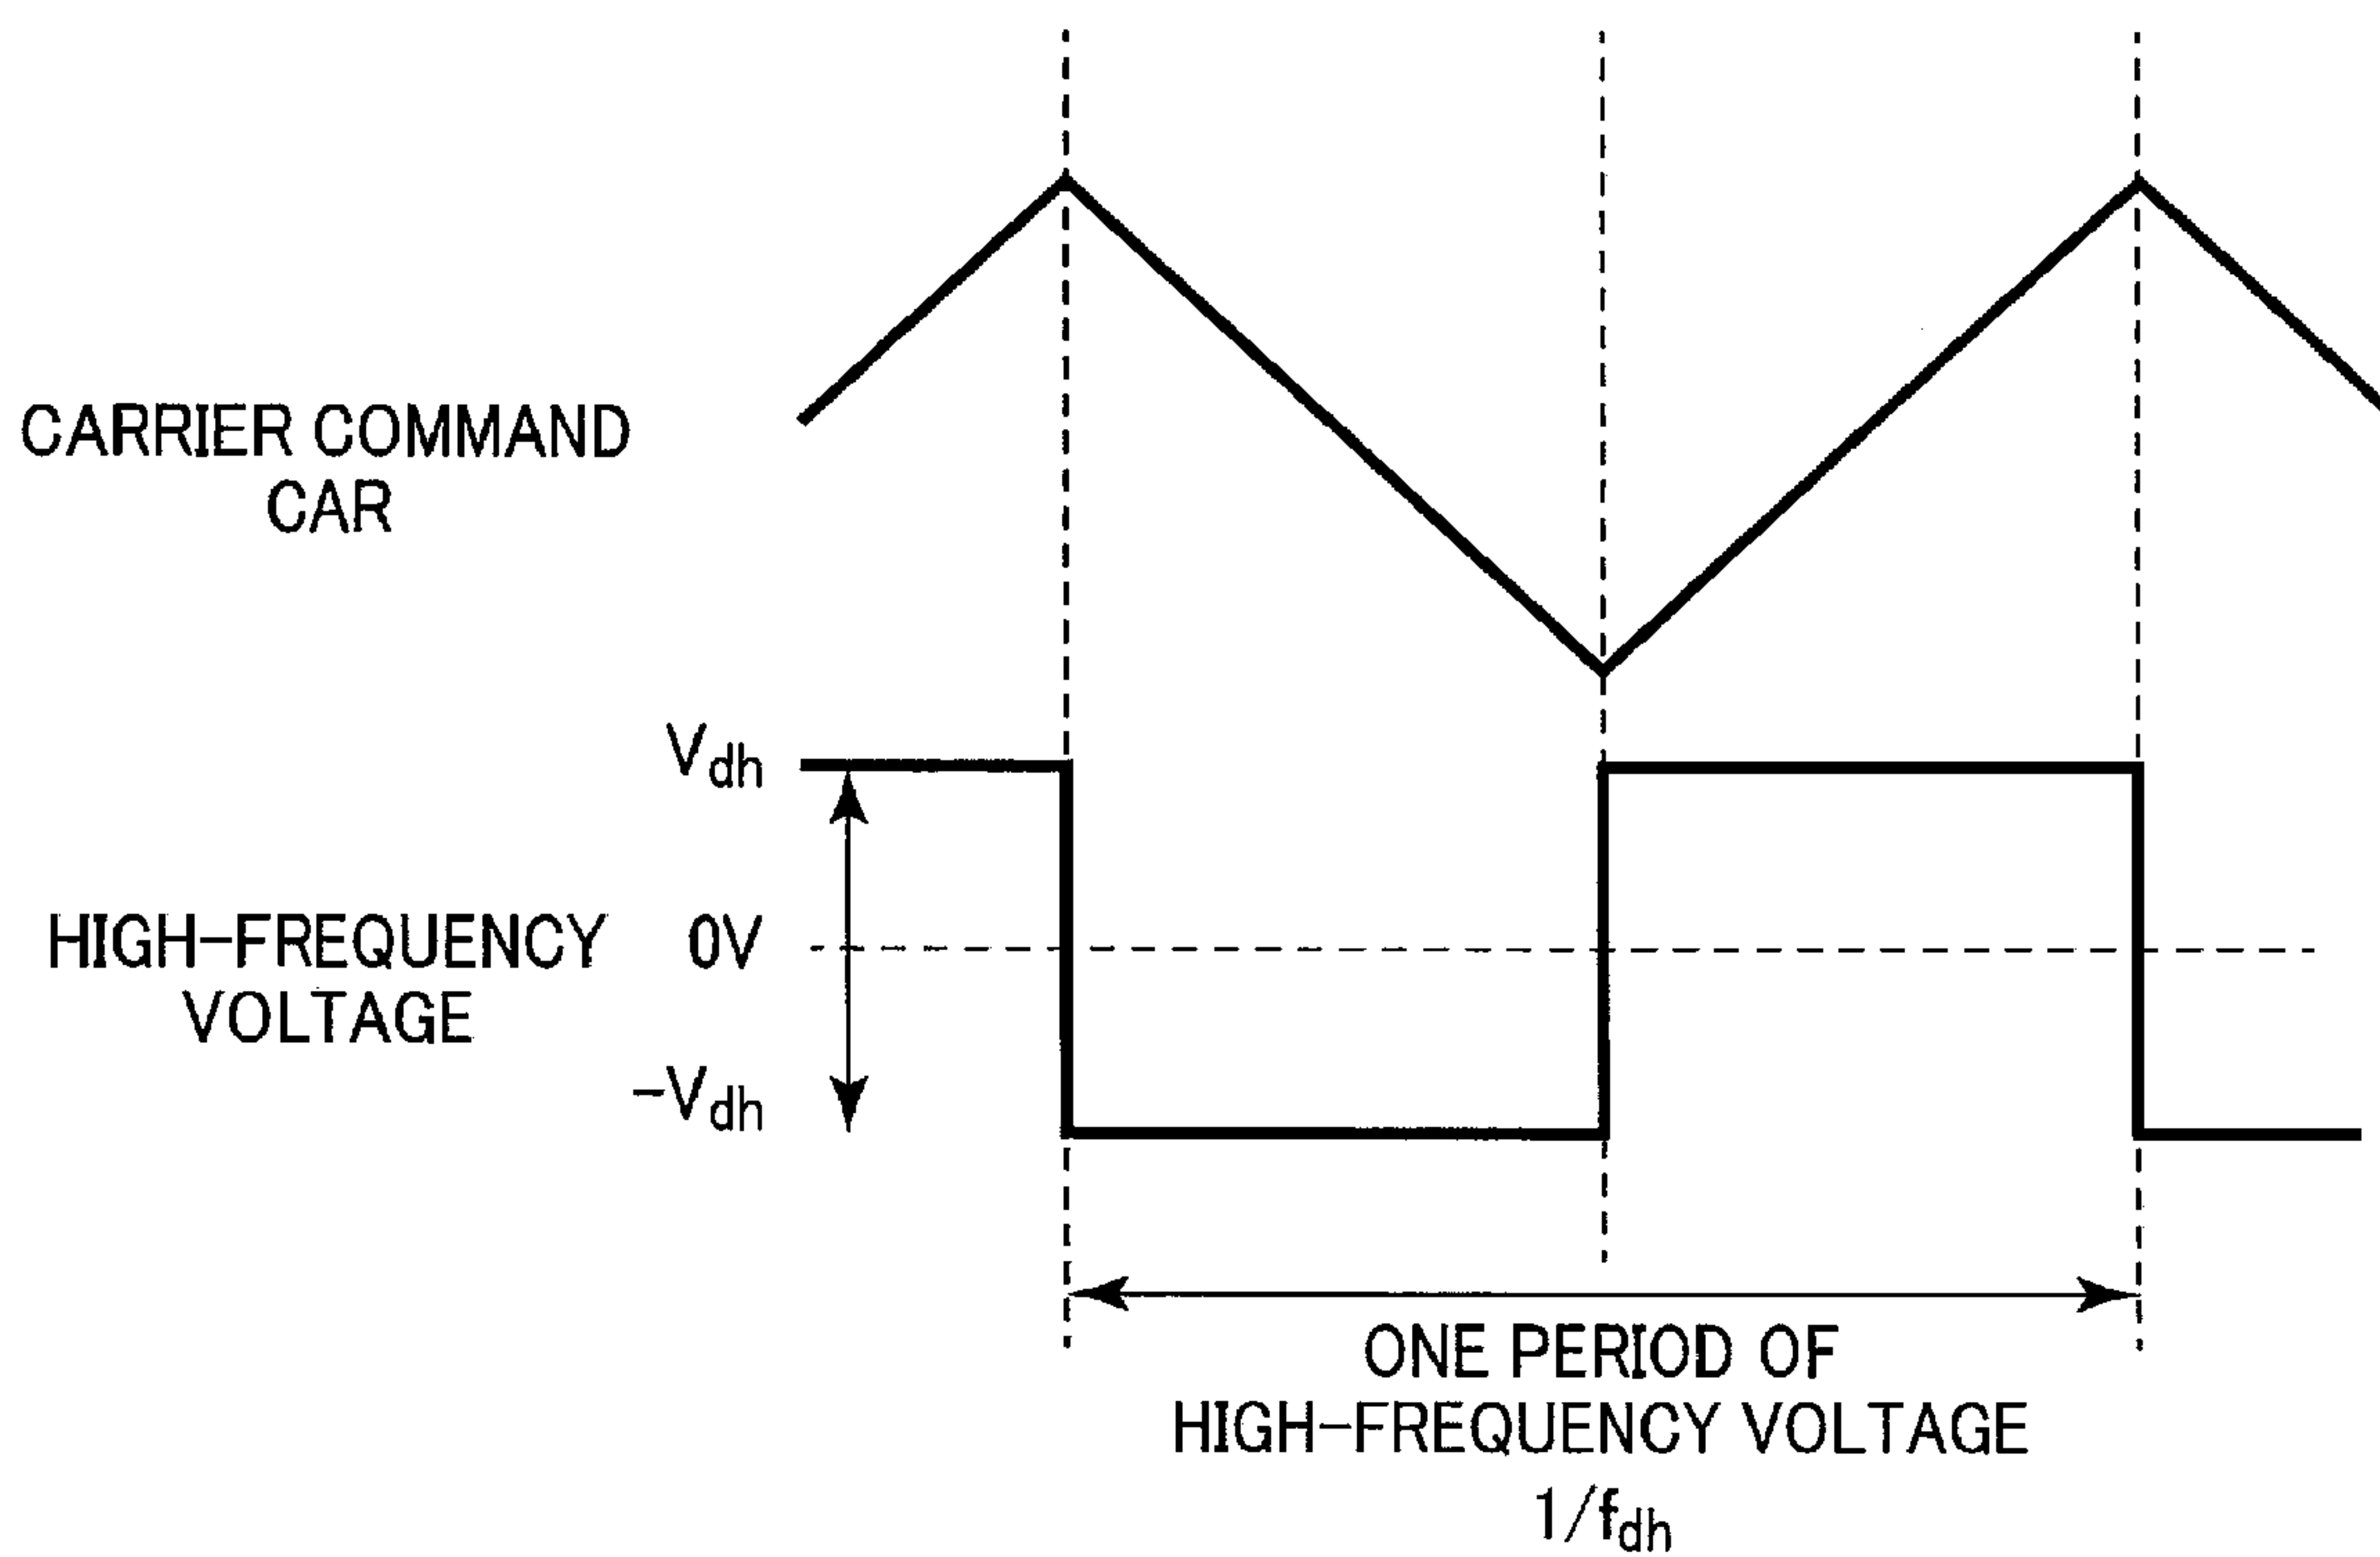 CARRIER COMMAND
CAR
Vdh
HIGH-FREQUENCY
VOLTAGE
0V
-Vdh
ONE PERIOD OF
HIGH-FREQUENCY VOLTAGE
1/fdh